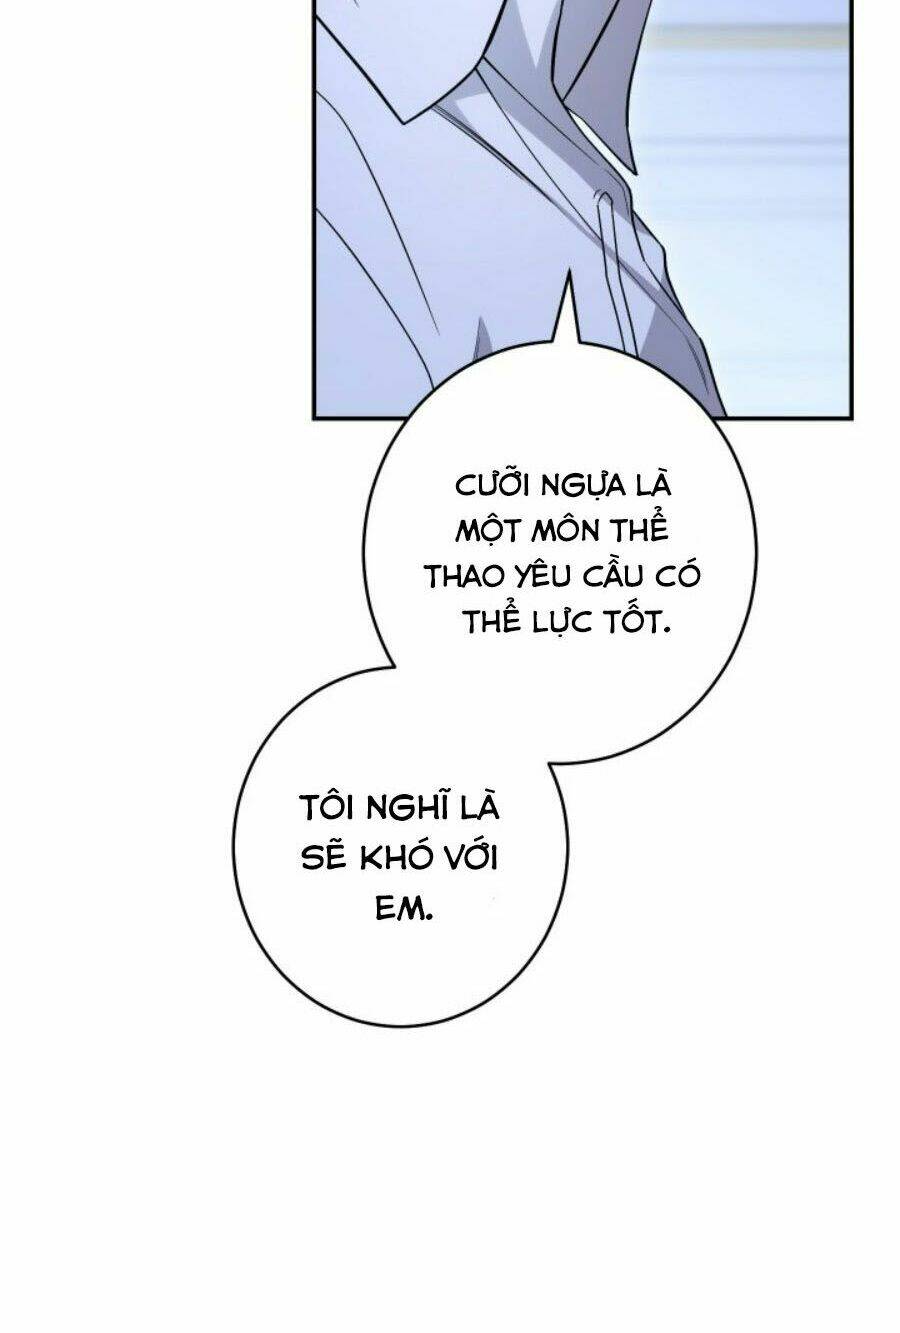 CƯỠI NGỰA LÀ
MỘT MÔN THỂ
THAO YÊU CẦU CÓ
THỂ LỰC TỐT.
TÔI NGHĨ LÀ
SẼ KHÓ VỚI
EM.